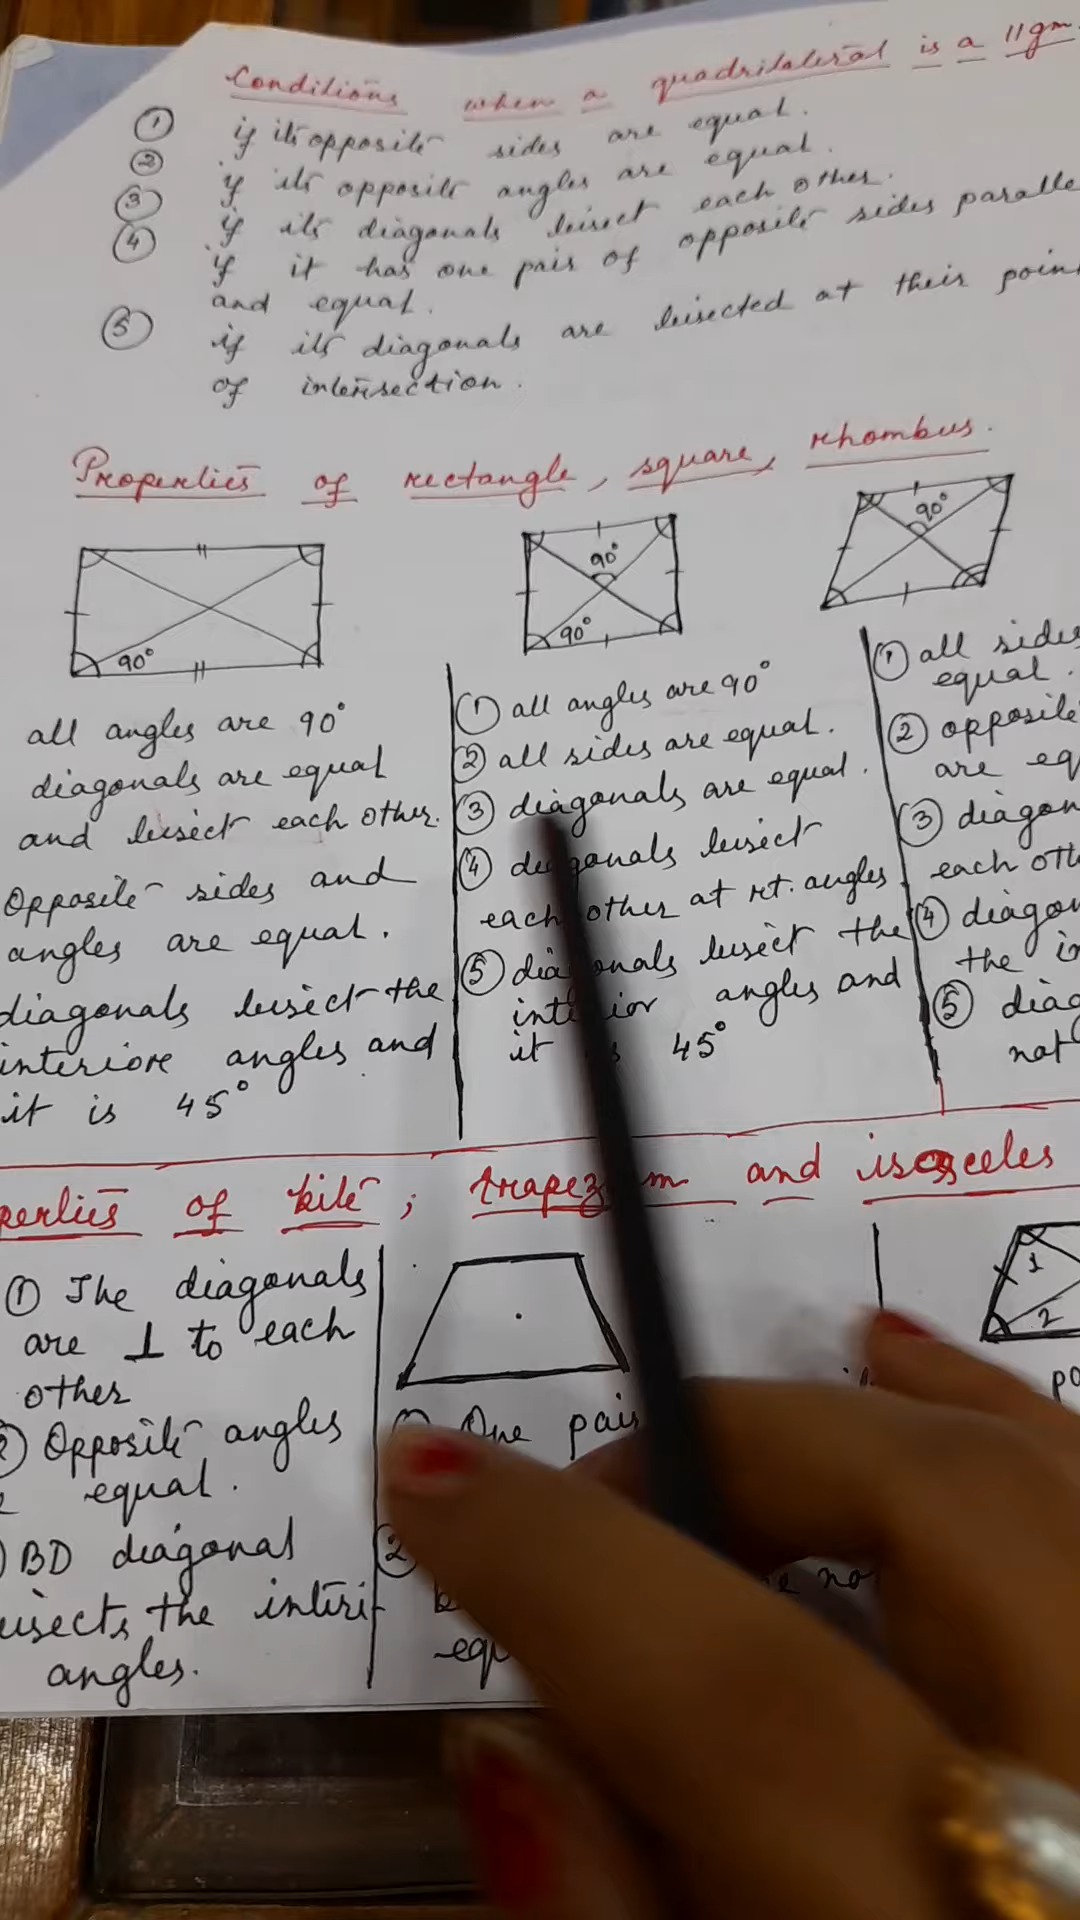 Conditions when a quadrilateral is a 11gm.
① if its opposite sides are equal.
② if its opposite angles are equal.
③ if its diagonals bisect each other.
④ if it has one pair of opposite sides paralle
and equal.
⑤ if its diagonals are bisected at their poin
of intersection.
Properties of rectangle, square, rhombus.
90°
90°
90°
90°
all angles are 90°
diagonals are equal
and bisect each other.
Opposite sides and
angles are equal.
diagonals bisect the
interiore angles and
it is 45°
① all angles are 90°
② all sides are equal.
③ diagonals are equal.
④ diagonals bisect
each other at rt. angles
⑤ diagonals bisect the
interior angles and
it 45°
① all sides
equal.
② opposite
are eq
③ diagon
each oth
④ diagon
the in
⑤ diag
not
perties of kite, and isosceles
① The diagonals
are ⊥ to each
other
Opposite angles
equal.
BD diagonal
isects the interi
angles.
One pair
②
equ
1
2